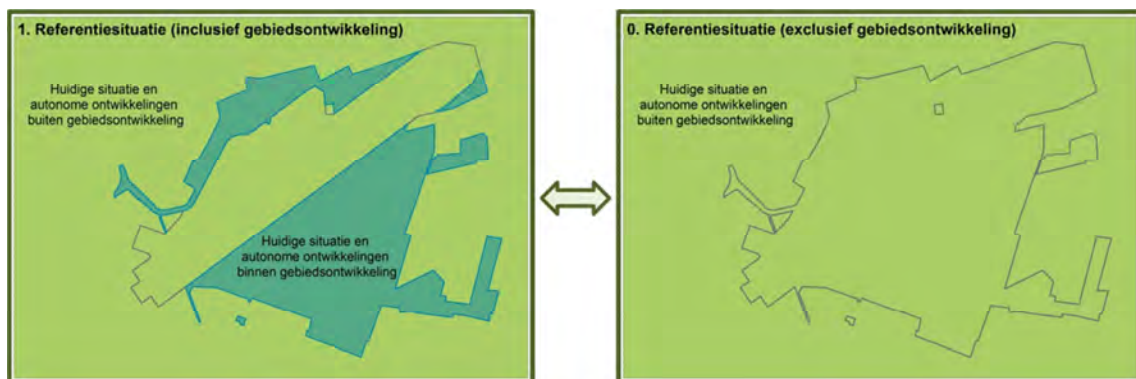 1. Referentiesituatie (inclusief gebiedsontwikkeling)
Huidige situatie en
autonome ontwikkelingen
buiten gebiedsontwikkeling
Huidige situatie en
autonome ontwikkelingen
binnen gebiedsontwikkeling
0. Referentiesituatie (exclusief gebiedsontwikkeling)
Huidige situatie en
autonome ontwikkelingen
buiten gebiedsontwikkeling